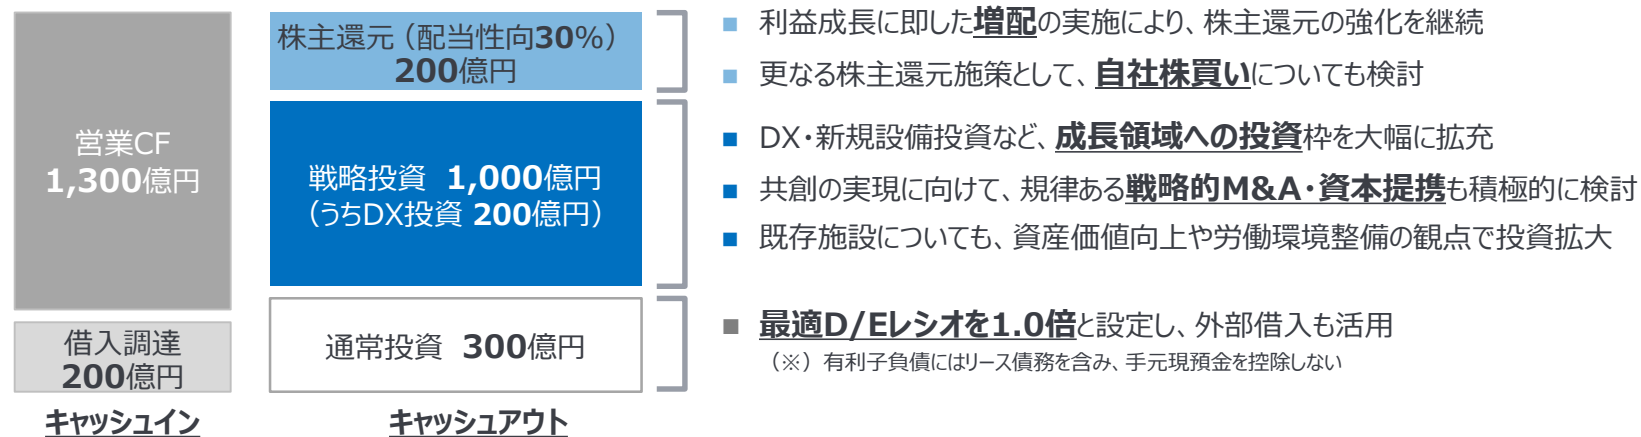 営業CF
1,300億円
借入調達
200億円
キャッシュイン
株主還元（配当性向30%）
200億円
戦略投資 1,000億円
（うちDX投資 200億円）
通常投資 300億円
キャッシュアウト
■ 利益成長に即した増配の実施により、株主還元の強化を継続
■ 更なる株主還元施策として、自社株買いについても検討
■ DX・新規設備投資など、成長領域への投資枠を大幅に拡充
■ 共創の実現に向けて、規律ある戦略的M&A・資本提携も積極的に検討
■ 既存施設についても、資産価値向上や労働環境整備の観点で投資拡大
■ 最適D/Eレシオを1.0倍と設定し、外部借入も活用
（※）有利子負債にはリース債務を含み、手元現預金を控除しない